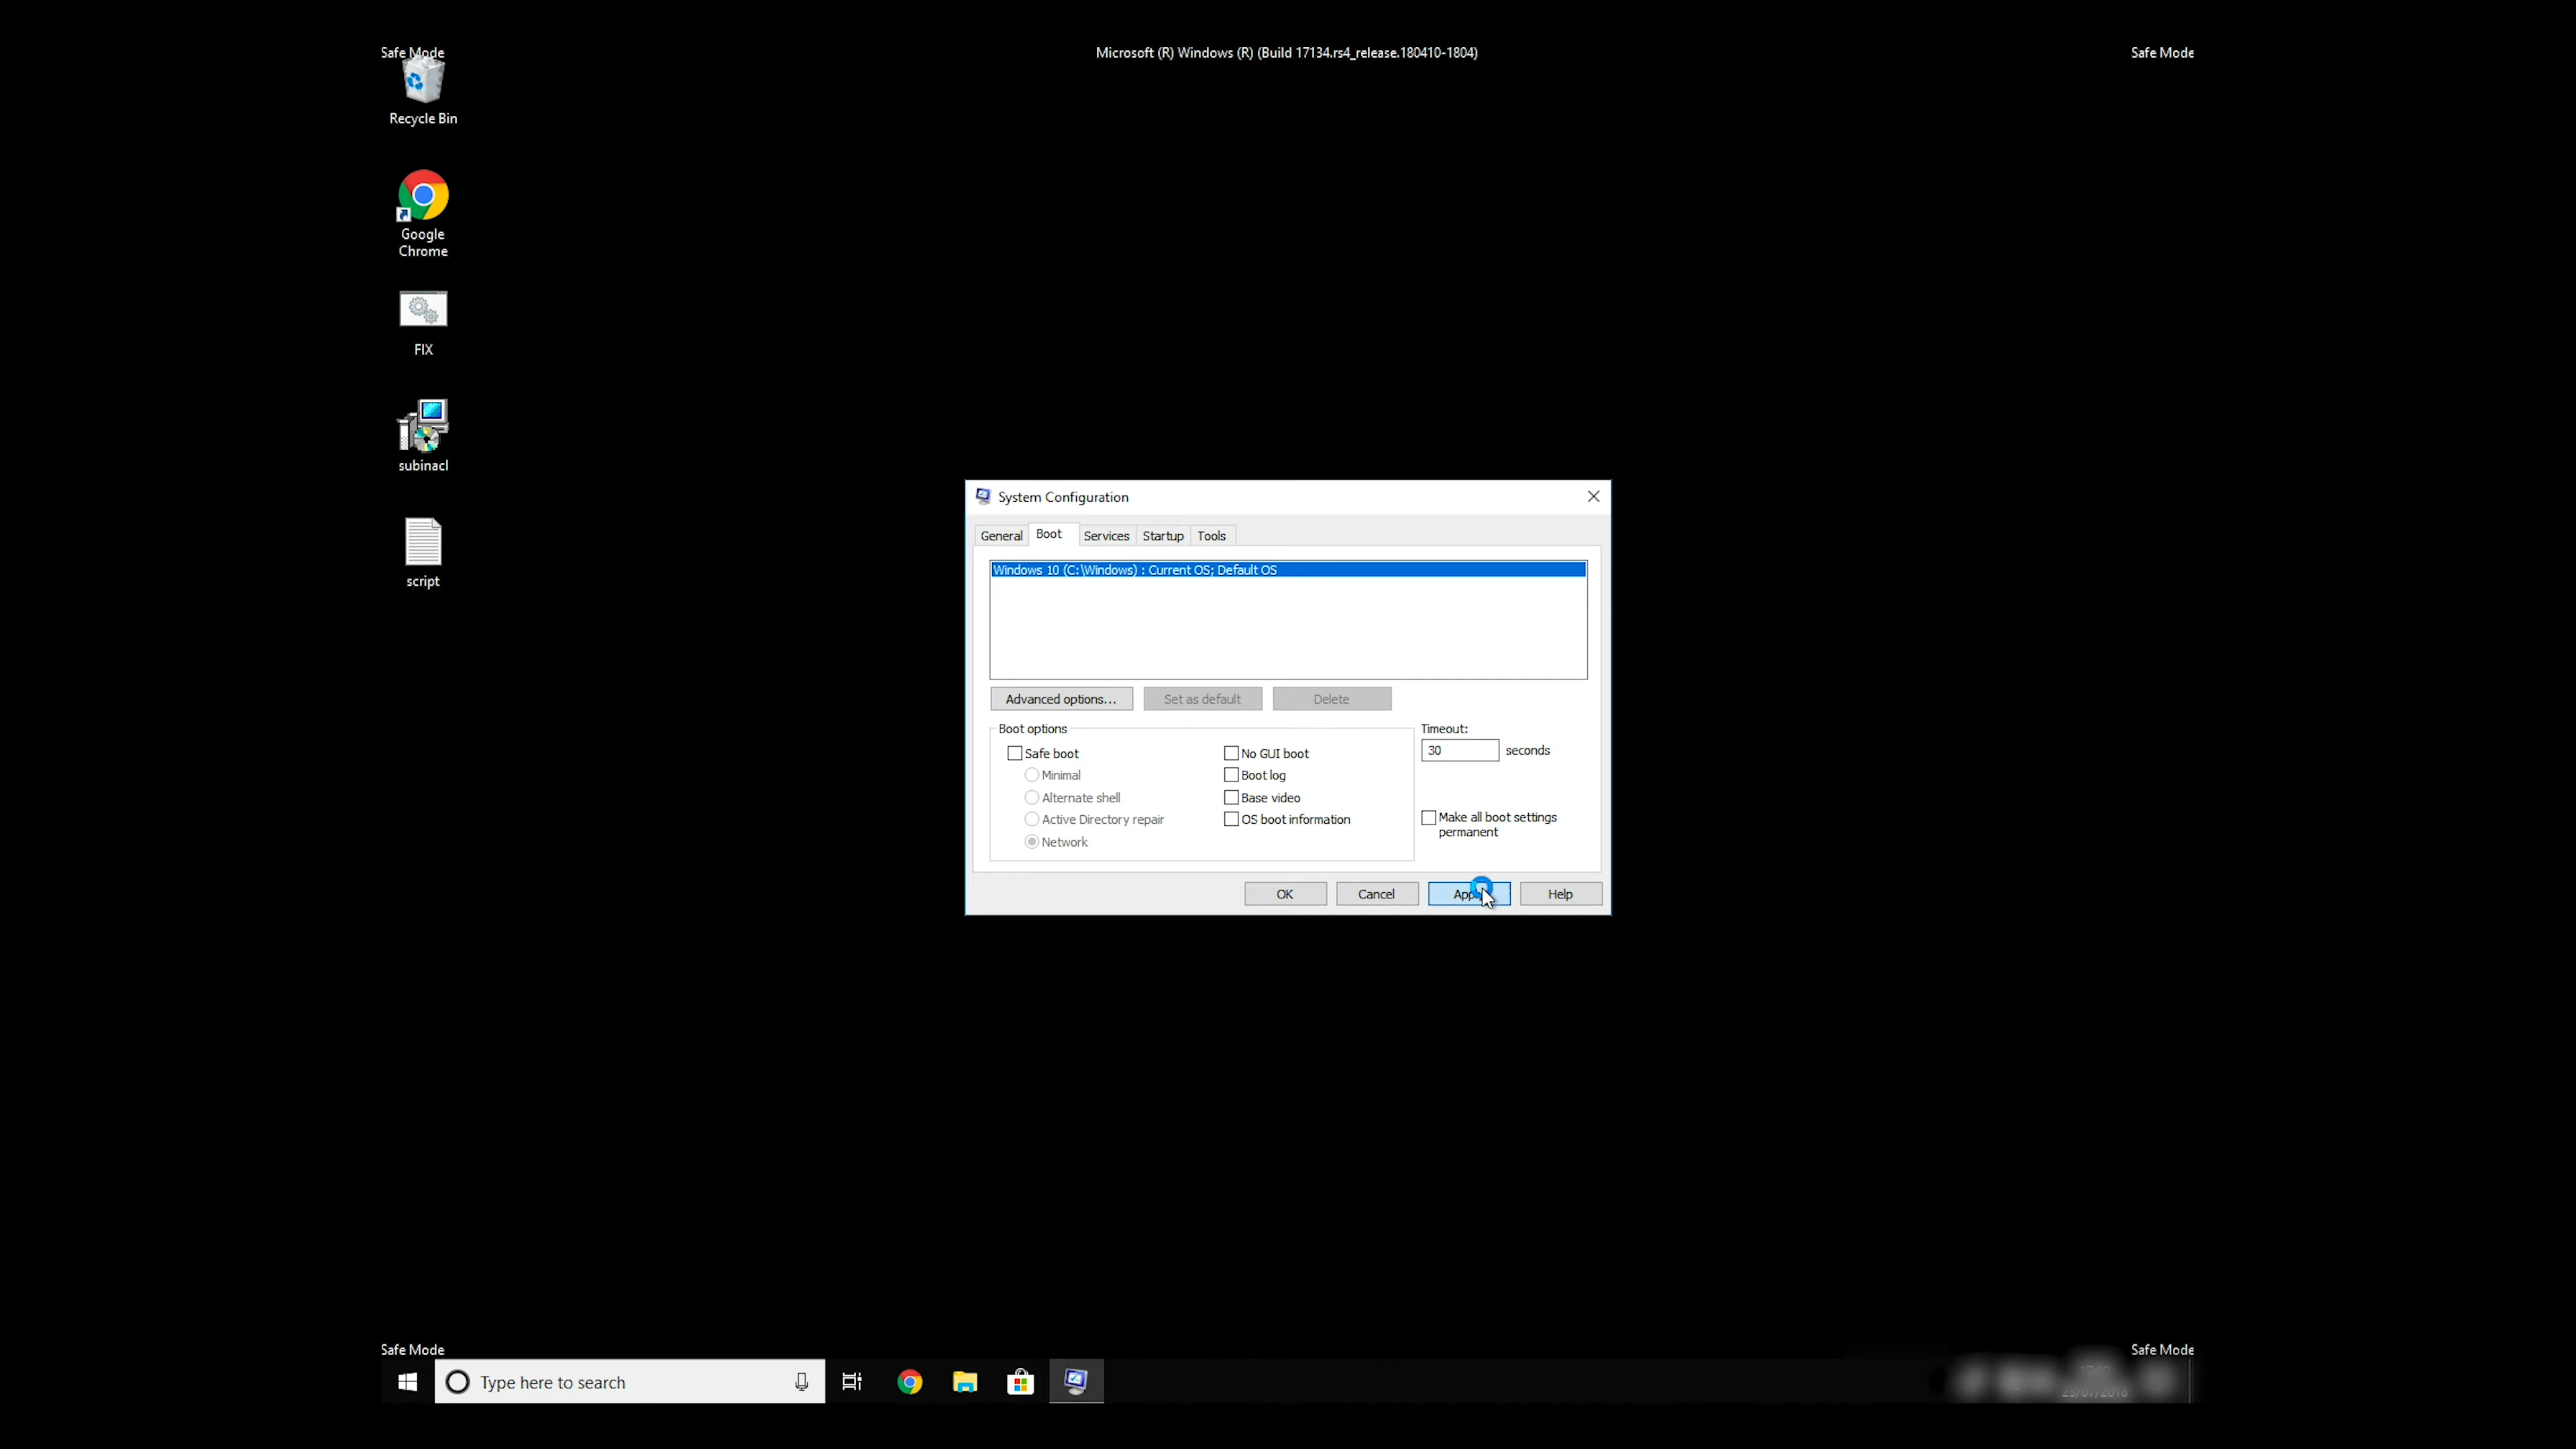 Safe Mode
Microsoft (R) Windows (R) (Build 17134.rs4_release.180410-1804)
Safe Mode
Recycle Bin
Google
Chrome
FIX
subinacl
script
System Configuration
General
Boot
Services
Startup
Tools
Windows 10 (C:\Windows) : Current OS; Default OS
Advanced options...
Set as default
Delete
Boot options
Safe boot
Minimal
Alternate shell
Active Directory repair
Network
No GUI boot
Boot log
Base video
OS boot information
Timeout:
30 seconds
Make all boot settings
permanent
OK
Cancel
Help
Safe Mode
Safe Mode
Type here to search
23/07/2018